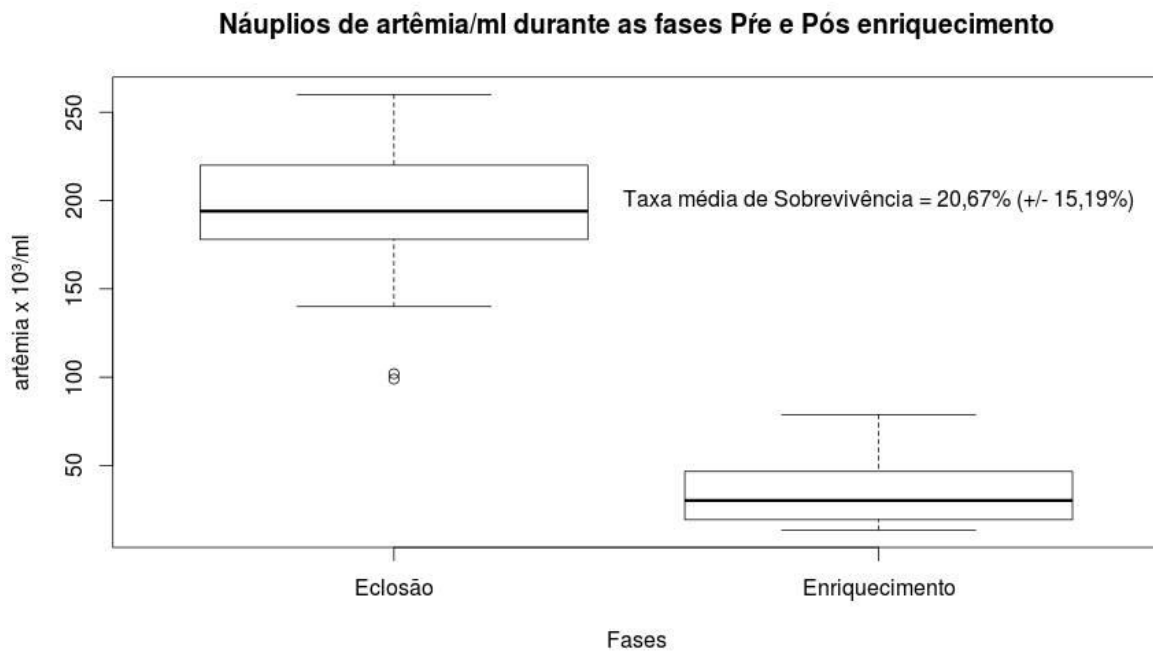 Náuplios de artêmia/ml durante as fases Pŕe e Pós enriquecimento
250
200
150
100
50
artêmia x 10³/ml
Taxa média de Sobrevivência = 20,67% (+/- 15,19%)
Eclosão
Enriquecimento
Fases